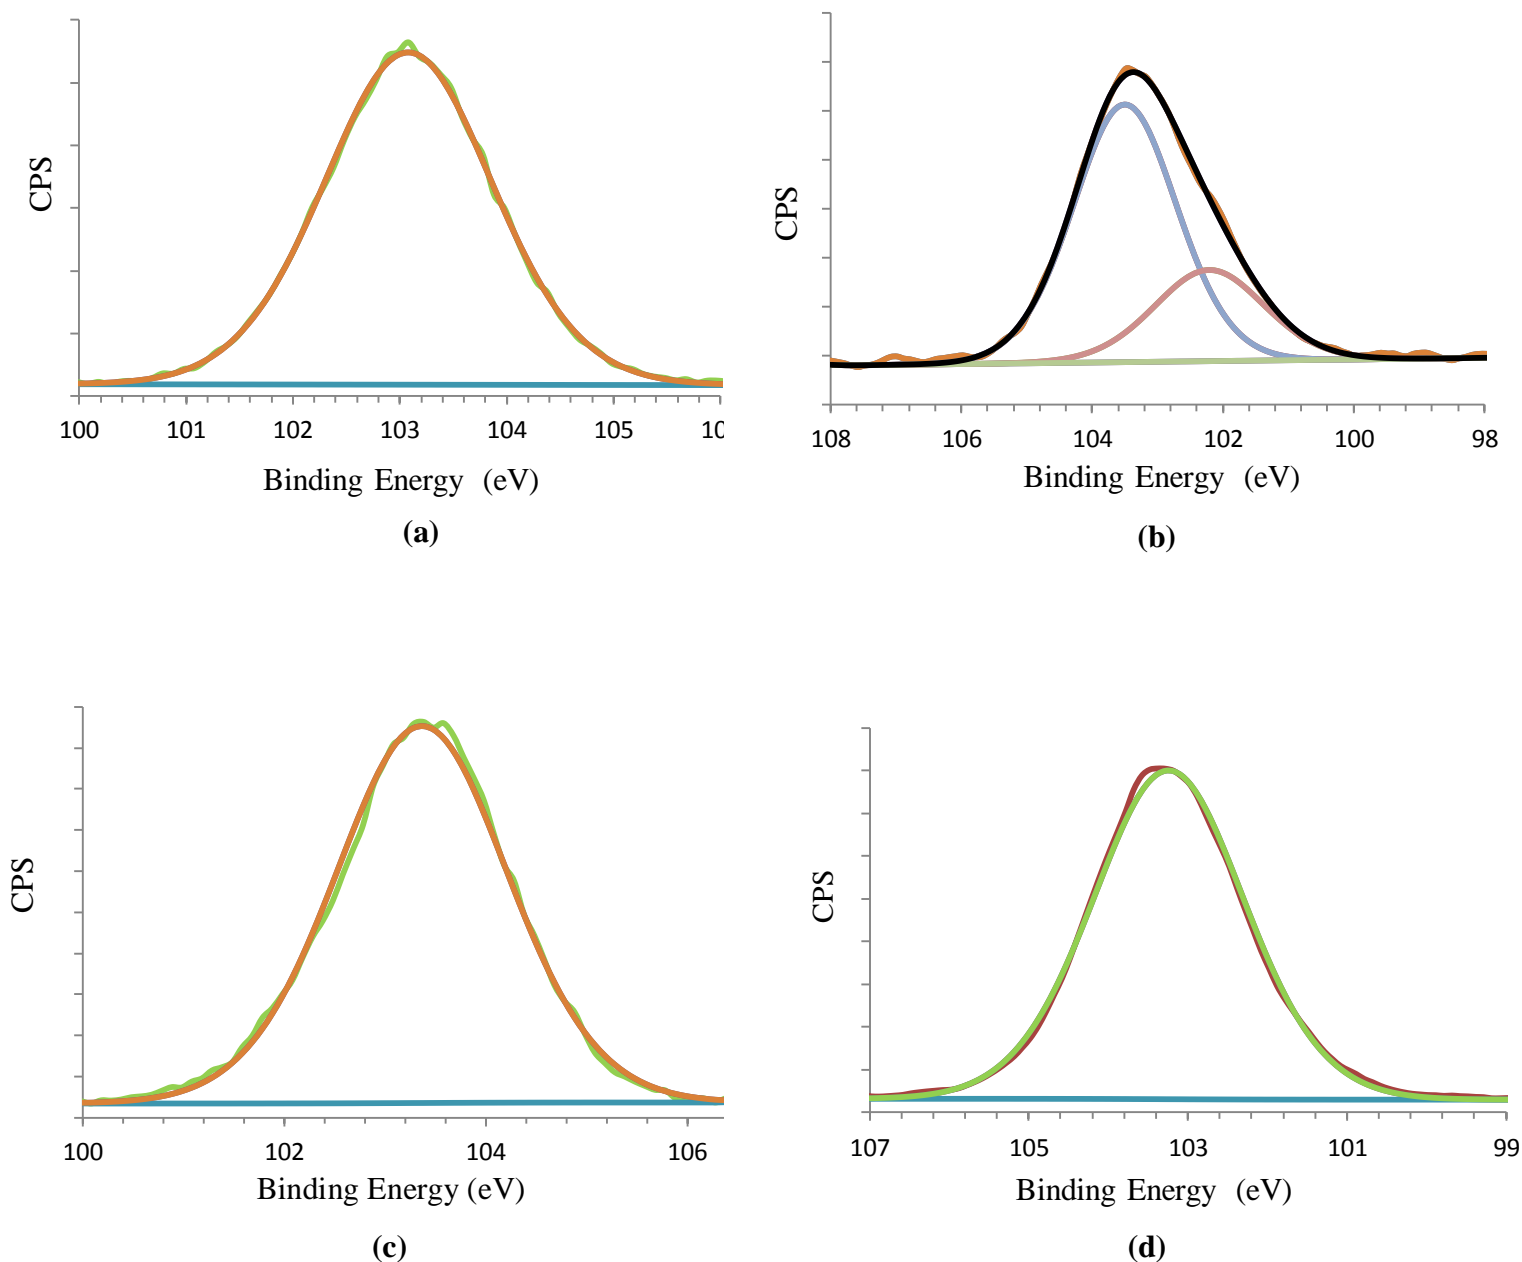 CPS
100 101 102 103 104 105 10
Binding Energy (eV)
(a)
CPS
108 106 104 102 100 98
Binding Energy (eV)
(b)
CPS
100 102 104 106
Binding Energy (eV)
(c)
CPS
107 105 103 101 99
Binding Energy (eV)
(d)